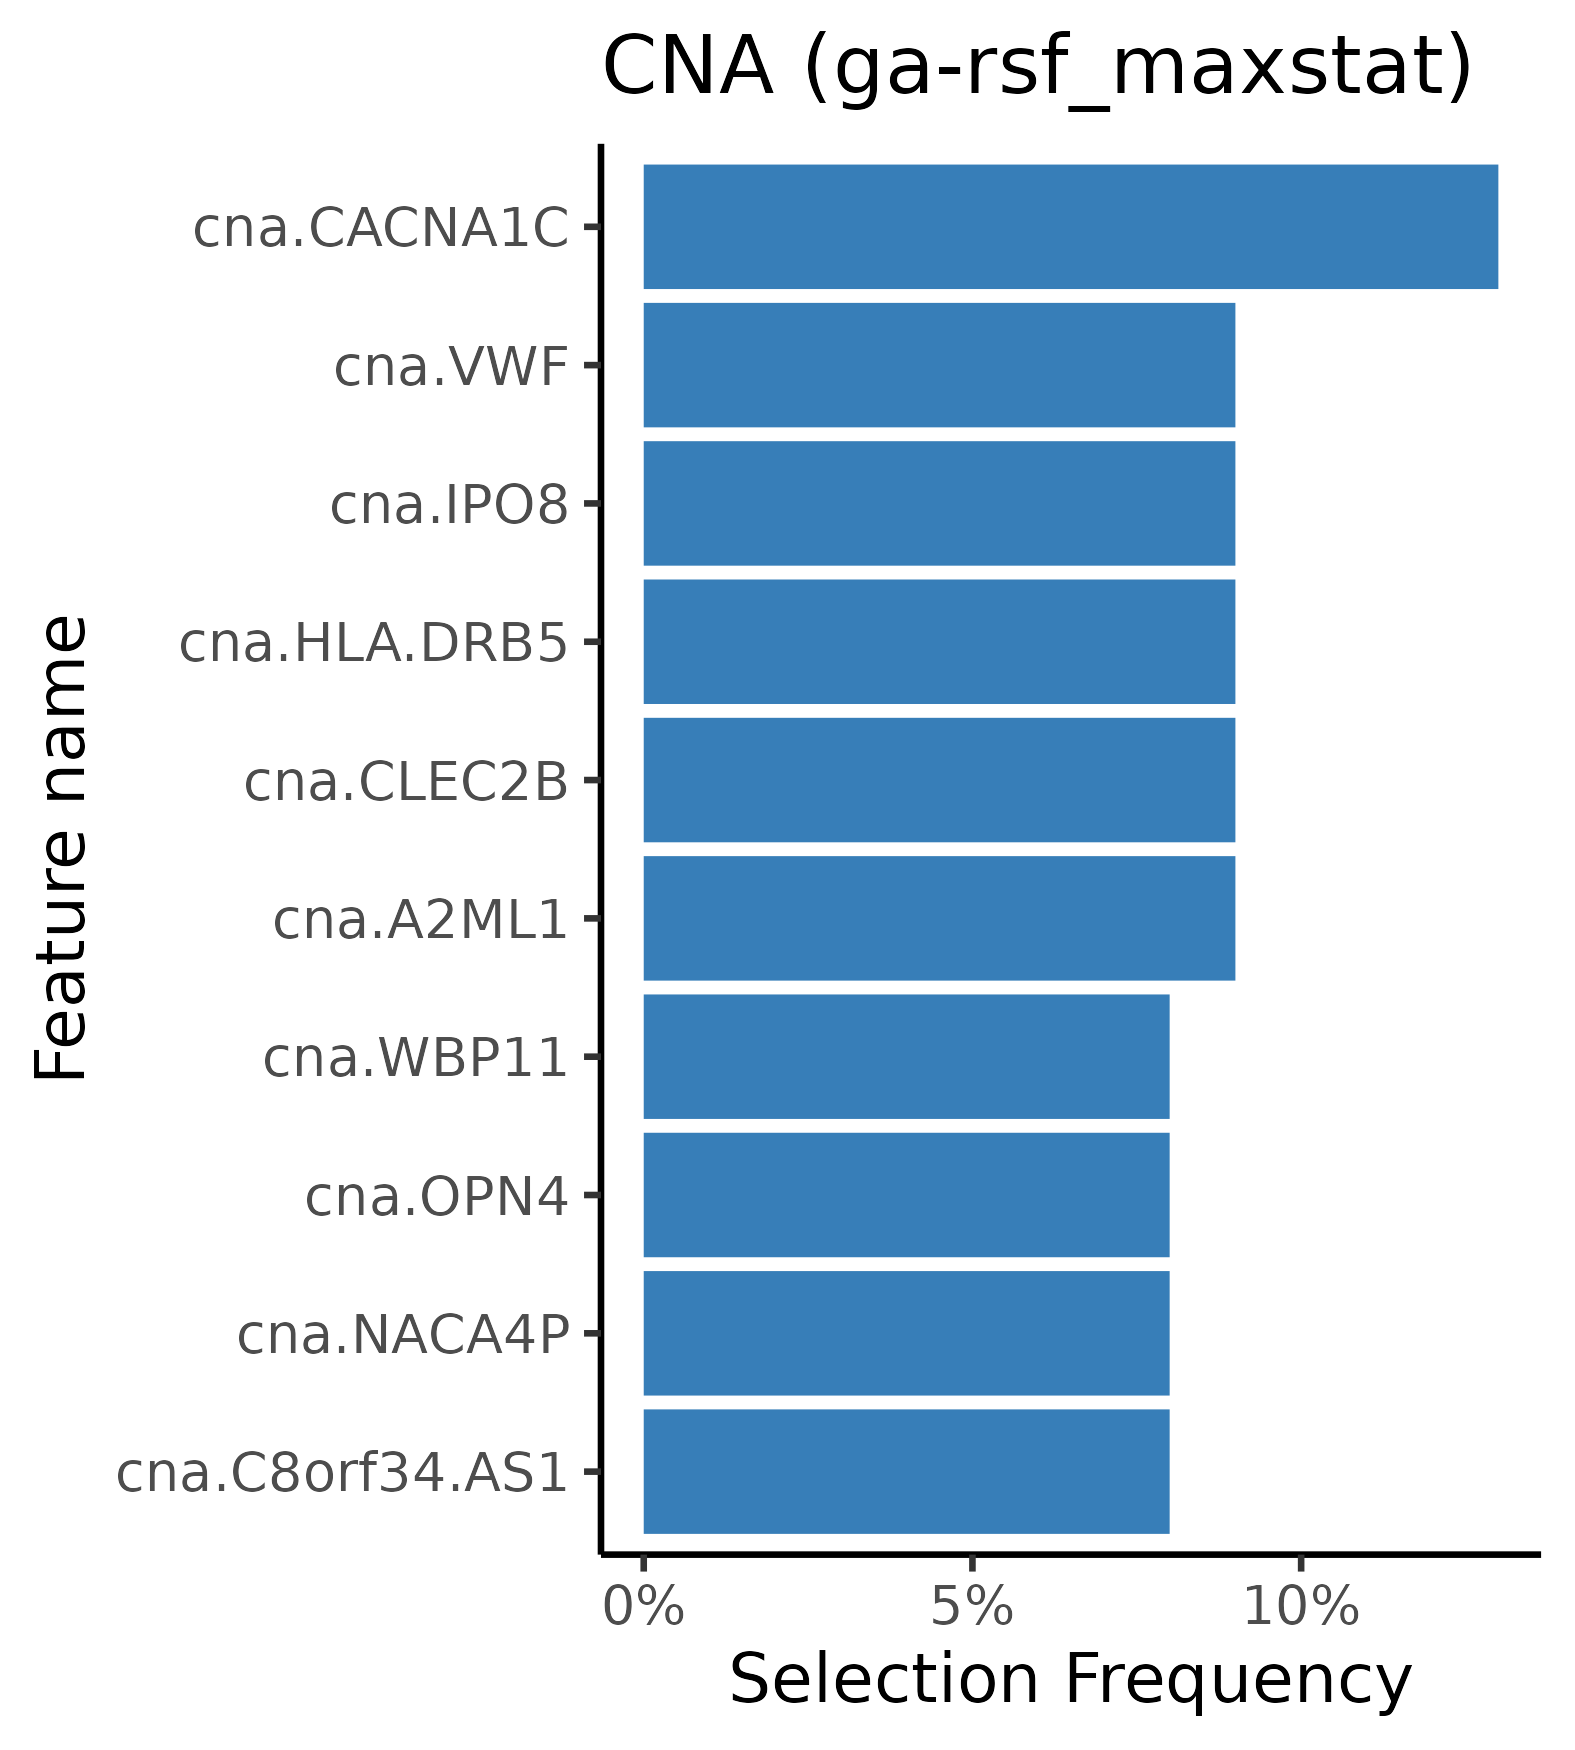 CNA (ga-rsf_maxstat)
cna.CACNA1C
cna.VWF
cna.IPO8
cna.HLA.DRB5
cna.CLEC2B
cna.A2ML1
cna.WBP11
cna.OPN4
cna.NACA4P
cna.C8orf34.AS1
Feature name
0% 5% 10%
Selection Frequency